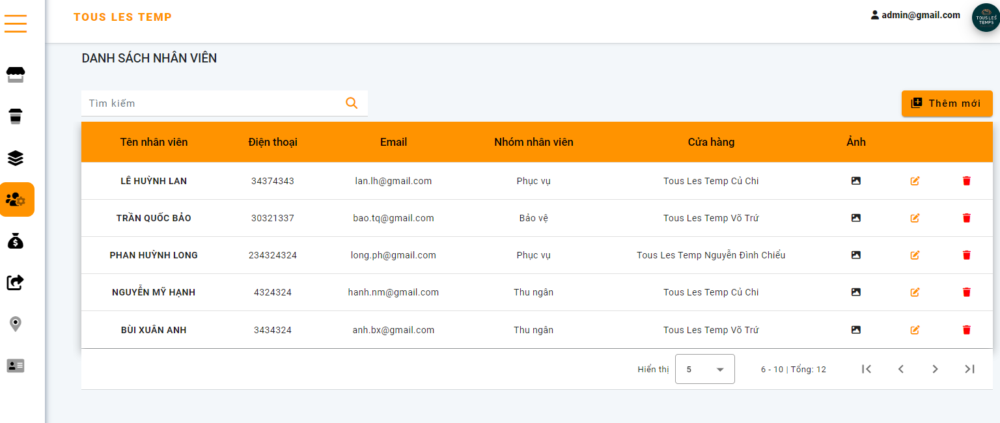 TOUS LES TEMP
admin@gmail.com
TOUS LES
TEMPS
DANH SÁCH NHÂN VIÊN
Tìm kiếm
Thêm mới
Tên nhân viên Điện thoại Email Nhóm nhân viên Cửa hàng Ảnh
LÊ HUỲNH LAN 34374343 lan.lh@gmail.com Phục vụ Tous Les Temp Củ Chi
TRẦN QUỐC BẢO 30321337 bao.tq@gmail.com Bảo vệ Tous Les Temp Võ Trứ
PHAN HUỲNH LONG 234324324 long.ph@gmail.com Phục vụ Tous Les Temp Nguyễn Đình Chiểu
NGUYỄN MỸ HẠNH 4324324 hanh.nm@gmail.com Thu ngân Tous Les Temp Củ Chi
BÙI XUÂN ANH 3434324 anh.bx@gmail.com Thu ngân Tous Les Temp Võ Trứ
Hiển thị 5 6 - 10 | Tổng: 12